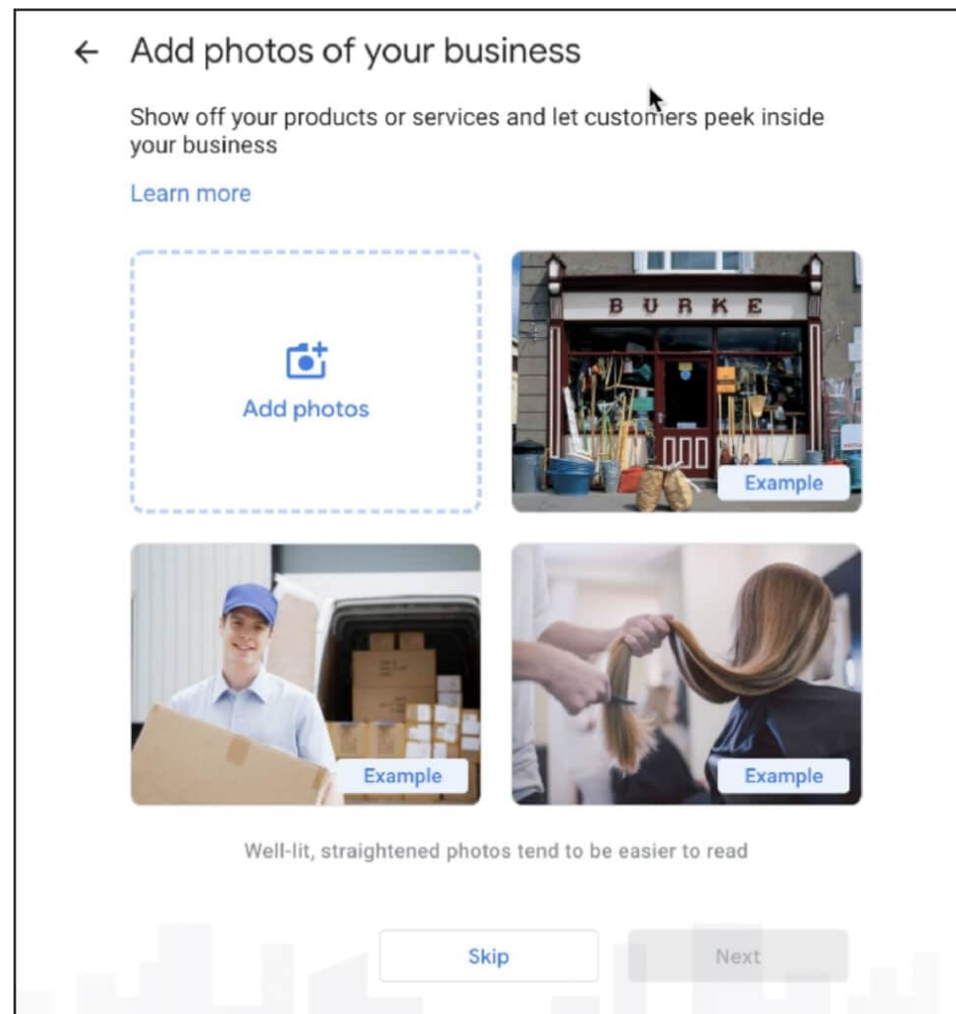 Add photos of your business
Show off your products or services and let customers peek inside
your business
Learn more
Add photos
BURKE
Example
Example
Example
Well-lit, straightened photos tend to be easier to read
Skip
Next